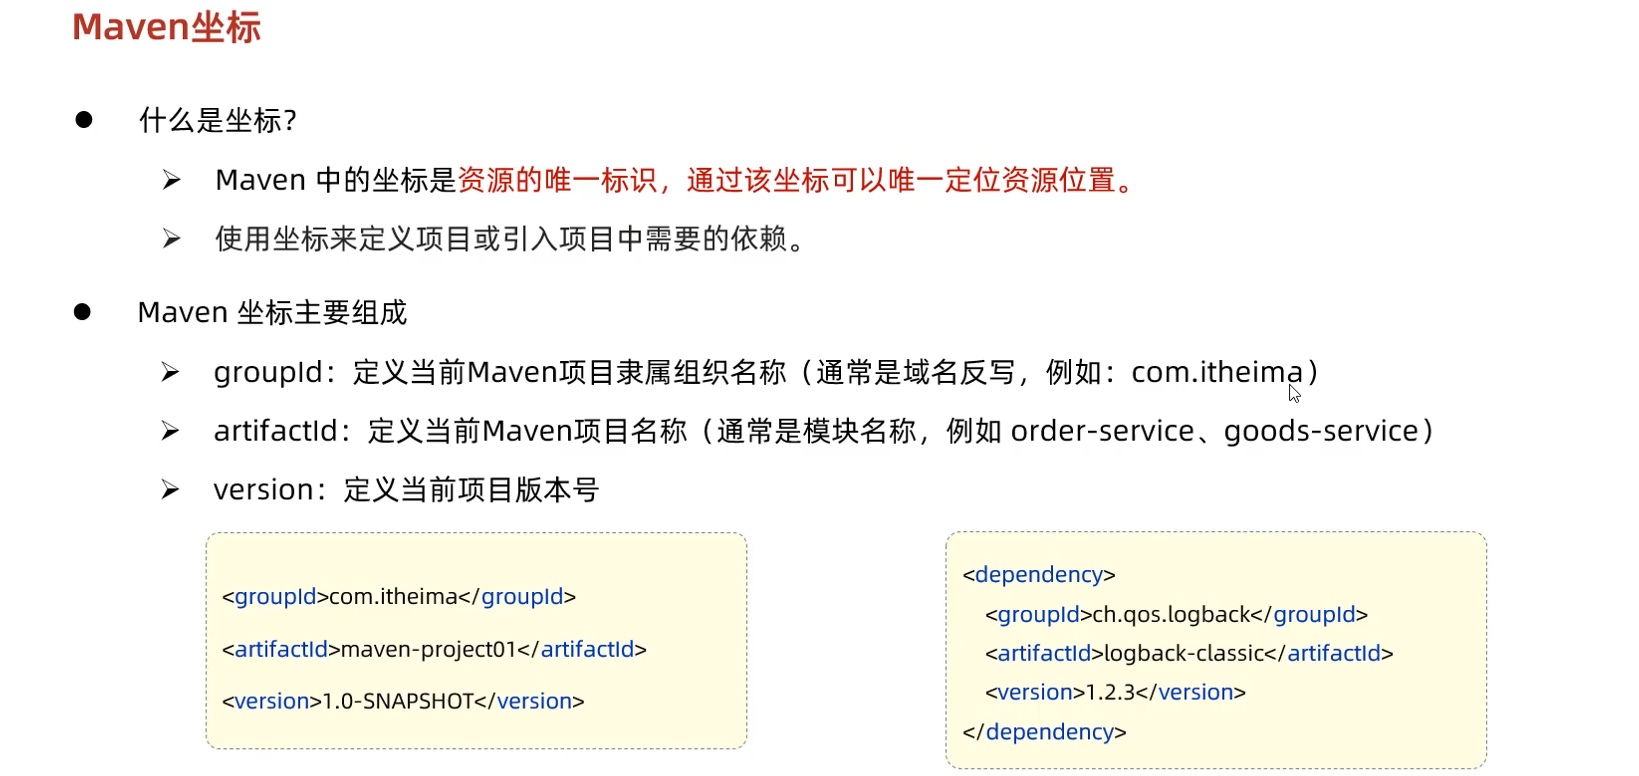 Maven坐标
什么是坐标?
Maven 中的坐标是资源的唯一标识，通过该坐标可以唯一定位资源位置。
使用坐标来定义项目或引入项目中需要的依赖。
Maven 坐标主要组成
groupId：定义当前Maven项目隶属组织名称（通常是域名反写，例如：com.itheima）
artifactId：定义当前Maven项目名称（通常是模块名称，例如 order-service、goods-service）
version：定义当前项目版本号
<groupId>com.itheima</groupId>
<artifactId>maven-project01</artifactId>
<version>1.0-SNAPSHOT</version>
<dependency>
<groupId>ch.qos.logback</groupId>
<artifactId>logback-classic</artifactId>
<version>1.2.3</version>
</dependency>